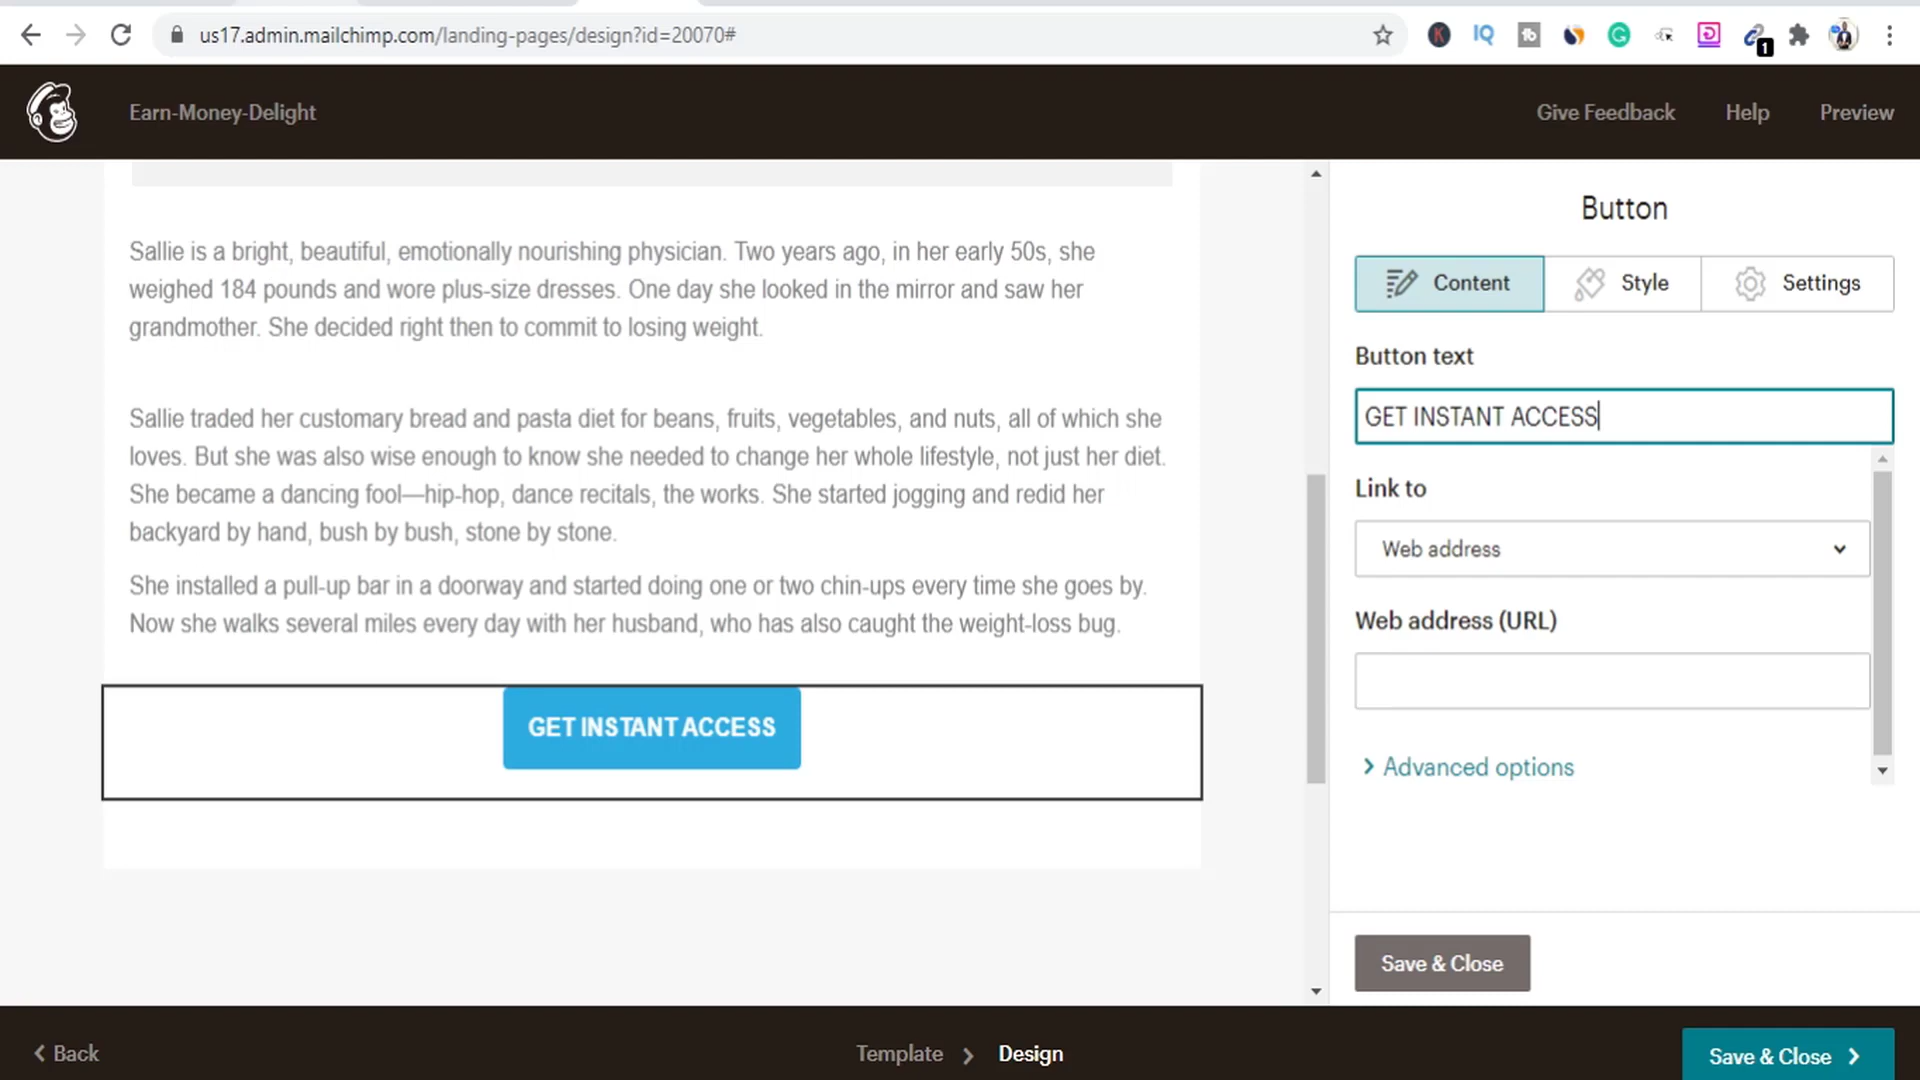 us17.admin.mailchimp.com/landing-pages/design?id=20070#
IQ
1
Earn-Money-Delight
Give Feedback
Help
Preview
Sallie is a bright, beautiful, emotionally nourishing physician. Two years ago, in her early 50s, she
weighed 184 pounds and wore plus-size dresses. One day she looked in the mirror and saw her
grandmother. She decided right then to commit to losing weight.
Sallie traded her customary bread and pasta diet for beans, fruits, vegetables, and nuts, all of which she
loves. But she was also wise enough to know she needed to change her whole lifestyle, not just her diet.
She became a dancing fool—hip-hop, dance recitals, the works. She started jogging and redid her
backyard by hand, bush by bush, stone by stone.
She installed a pull-up bar in a doorway and started doing one or two chin-ups every time she goes by.
Now she walks several miles every day with her husband, who has also caught the weight-loss bug.
GET INSTANT ACCESS
Button
Content
Style
Settings
Button text
GET INSTANT ACCESS
Link to
Web address
Web address (URL)
Advanced options
Save & Close
Back
Template
Design
Save & Close